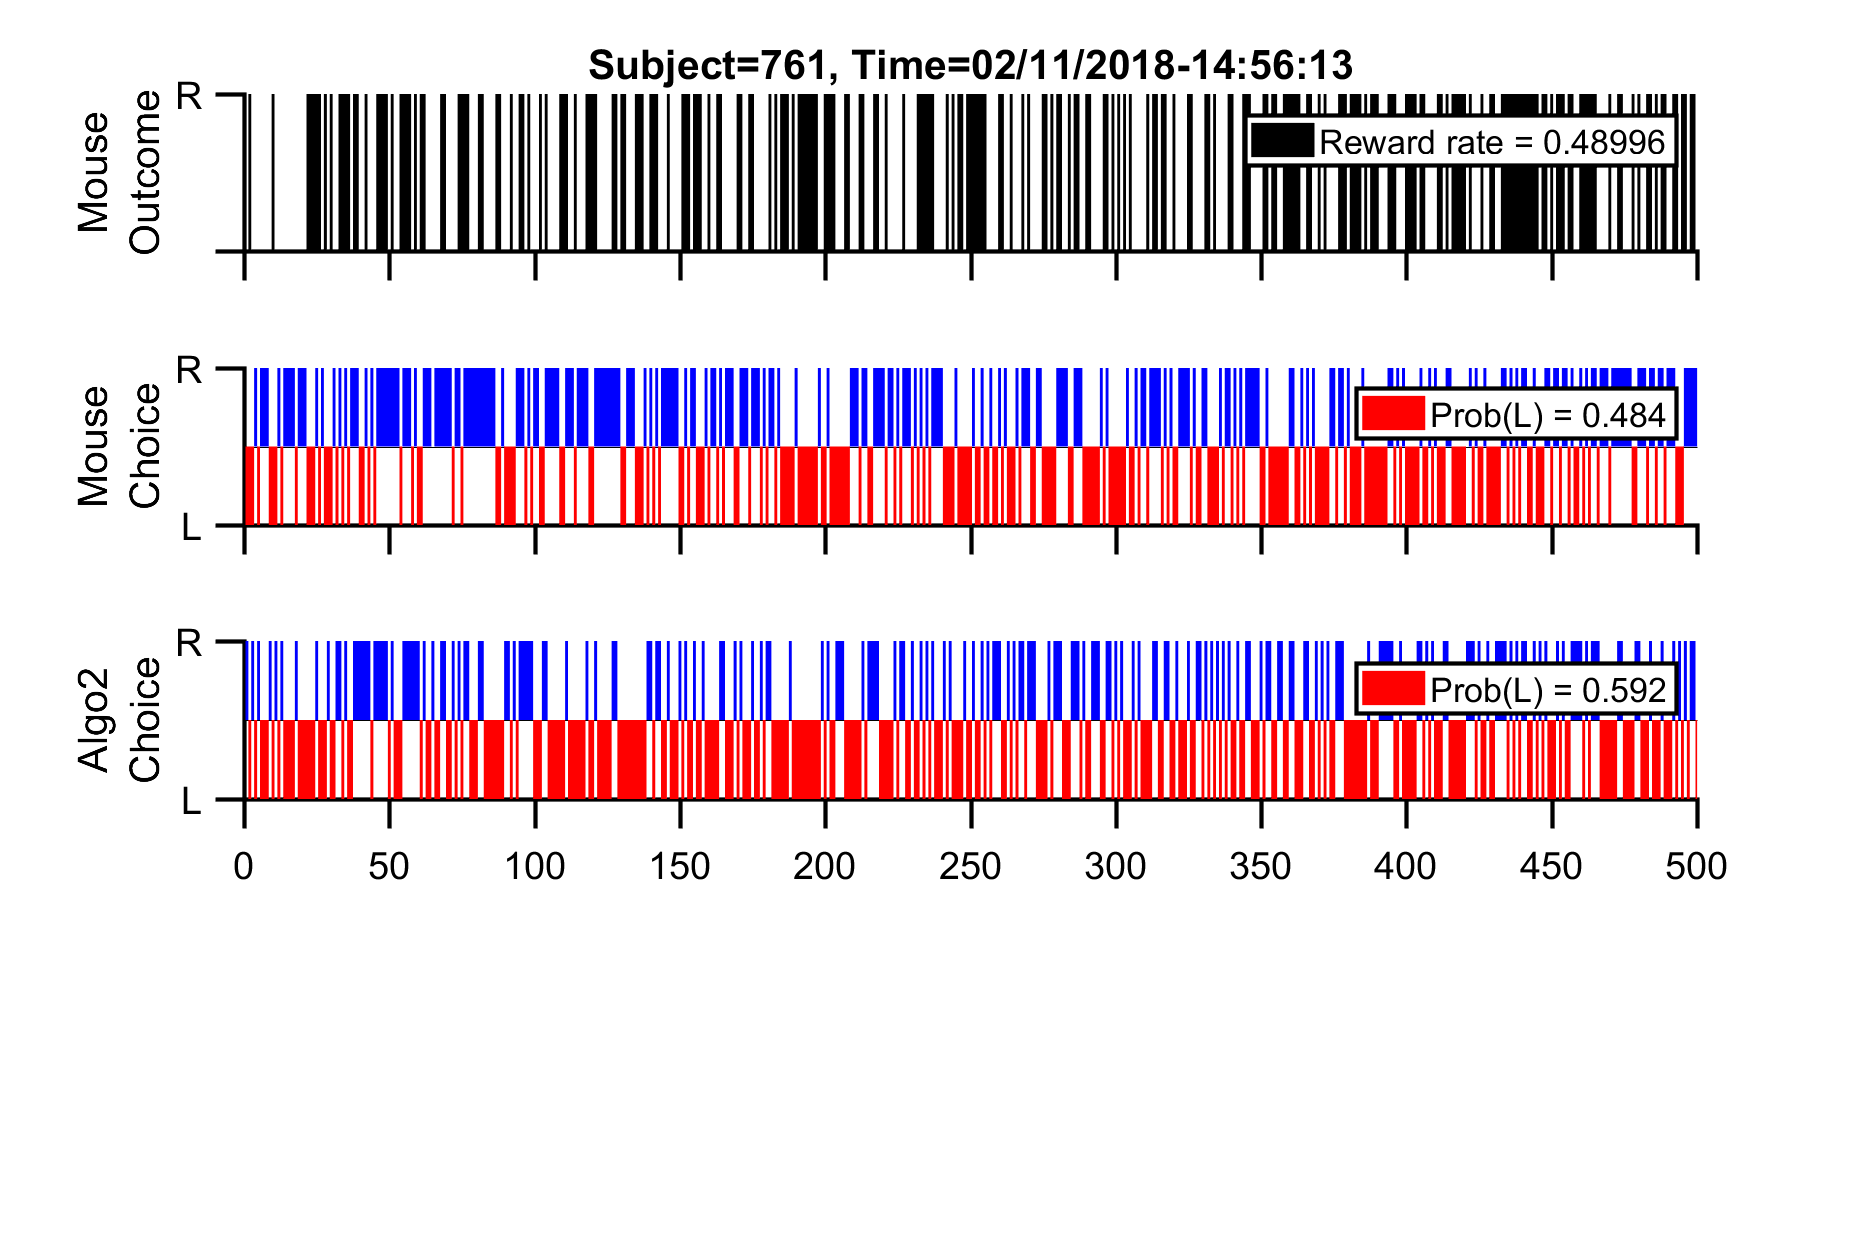 Subject=761, Time=02/11/2018-14:56:13
Mouse
Outcome
R
Reward rate = 0.48996
Mouse
Choice
R
L
Prob(L) = 0.484
Algo2
Choice
R
L
Prob(L) = 0.592
0 50 100 150 200 250 300 350 400 450 500